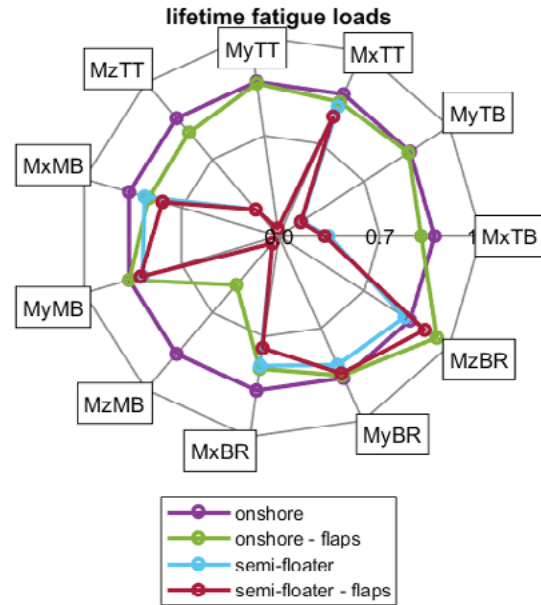 lifetime fatigue loads
MyTT
MxTT
MzTT
MyTB
MxMB
0.0
0.7
MxTB
MyMB
MzBR
MzMB
MxBR
MyBR
onshore
onshore - flaps
semi-floater
semi-floater - flaps